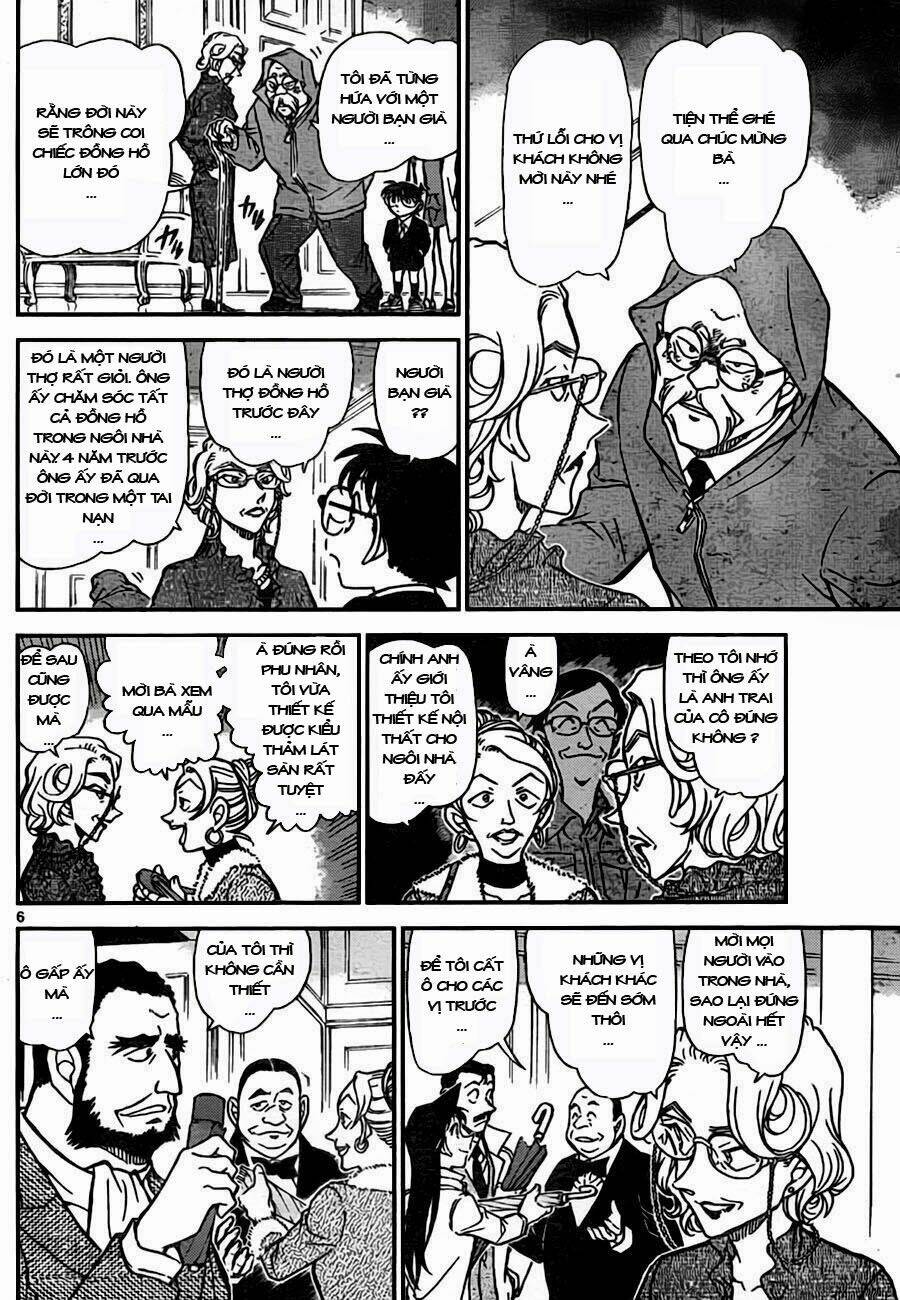 TIỆN THỂ GHÉ
QUA CHÚC MỪNG
BÀ
...
THỨ LỖI CHO VỊ
KHÁCH KHÔNG
MỜI NÀY NHÉ
...
TÔI ĐÃ TỪNG
HỨA VỚI MỘT
NGƯỜI BẠN GIÀ
...
RẰNG ĐỜI NÀY
SẼ TRÔNG COI
CHIẾC ĐỒNG HỒ
LỚN ĐÓ
...
NGƯỜI
BẠN GIÀ
??
ĐÓ LÀ NGƯỜI
THỢ ĐỒNG HỒ
TRƯỚC ĐÂY
...
ĐÓ LÀ MỘT NGƯỜI
THỢ RẤT GIỎI. ÔNG
ẤY CHĂM SÓC TẤT
CẢ ĐỒNG HỒ
TRONG NGÔI NHÀ
NÀY 4 NĂM TRƯỚC
ÔNG ẤY ĐÃ QUA
ĐỜI TRONG MỘT TAI
NẠN
...
THEO TÔI NHỚ
THÌ ÔNG ẤY
LÀ ANH TRAI
CỦA CÔ ĐÚNG
KHÔNG ?
À
VÂNG
...
CHÍNH ANH
ẤY GIỚI
THIỆU TÔI
THIẾT KẾ NỘI
THẤT CHO
NGÔI NHÀ
ĐẤY
...
À ĐÚNG RỒI
PHU NHÂN,
TÔI VỪA
THIẾT KẾ
ĐƯỢC KIỂU
THẢM LÁT
SÀN RẤT
TUYỆT
...
MỜI BÀ XEM
QUA MẪU
...
ĐỂ SAU
CŨNG
ĐƯỢC
MÀ
...
6
MỜI MỌI
NGƯỜI VÀO
TRONG NHÀ,
SAO LẠI ĐỨNG
NGOÀI HẾT
VẬY ...
NHỮNG VỊ
KHÁCH KHÁC
SẼ ĐẾN SỚM
THÔI
...
ĐỂ TÔI CẤT
Ô CHO CÁC
VỊ TRƯỚC
...
CỦA TÔI THÌ
KHÔNG CẦN
THIẾT
...
Ô GẤP ẤY
MÀ